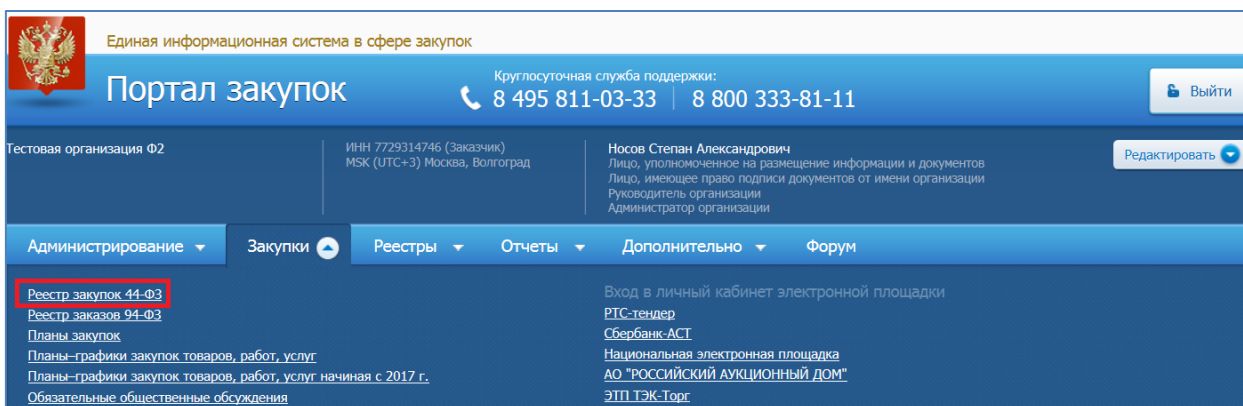 Единая информационная система в сфере закупок
Портал закупок
Круглосуточная служба поддержки:
8 495 811-03-33 | 8 800 333-81-11
Выйти
Тестовая организация Ф2
ИНН 7729314746 (Заказчик)
MSK (UTC+3) Москва, Волгоград
Носов Степан Александрович
Лицо, уполномоченное на размещение информации и документов
Лицо, имеющее право подписи документов от имени организации
Руководитель организации
Администратор организации
Редактировать
Администрирование Закупки Реестры Отчеты Дополнительно Форум
Реестр закупок 44-ФЗ
Реестр заказов 94-ФЗ
Планы закупок
Планы–графики закупок товаров, работ, услуг
Планы–графики закупок товаров, работ, услуг начиная с 2017 г.
Обязательные общественные обсуждения
Вход в личный кабинет электронной площадки
РТС-тендер
Сбербанк-АСТ
Национальная электронная площадка
АО "РОССИЙСКИЙ АУКЦИОННЫЙ ДОМ"
ЭТП ТЭК-Торг